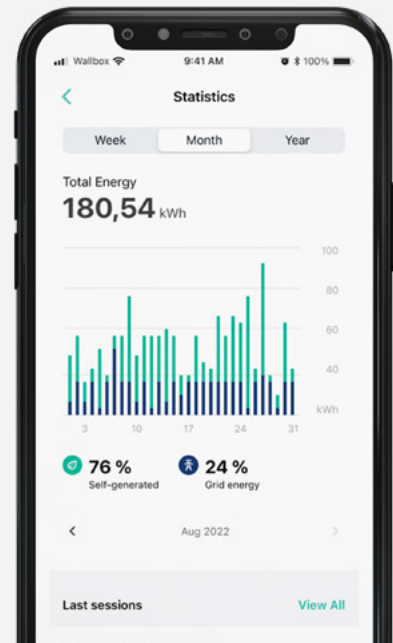 Wallbox 9:41 AM 100%
Statistics
Week Month Year
Total Energy
180,54 kWh
100
80
60
40
kWh
3 10 17 24 31
76 % 24 %
Self-generated Grid energy
Aug 2022
Last sessions View All